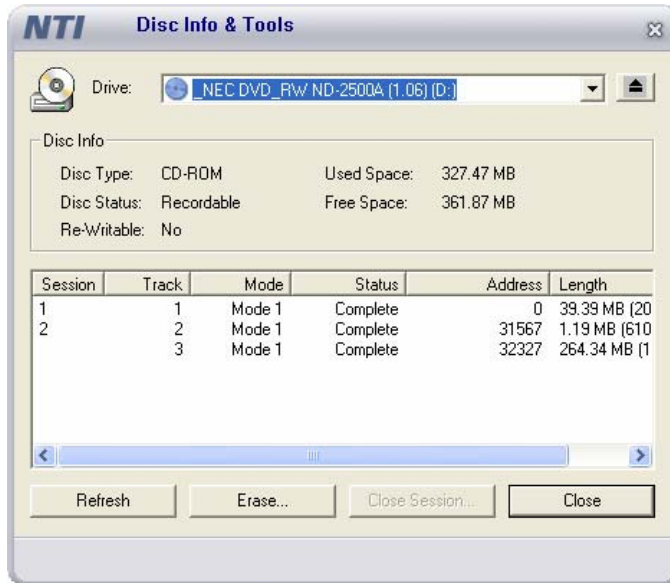 NTI Disc Info & Tools
Drive: _NEC DVD_RW ND-2500A (1.06) (D:)
Disc Info
Disc Type: CD-ROM Used Space: 327.47 MB
Disc Status: Recordable Free Space: 361.87 MB
Re-Writable: No
Session Track Mode Status Address Length
1 1 Mode 1 Complete 0 39.39 MB (20
2 2 Mode 1 Complete 31567 1.19 MB (610
3 Mode 1 Complete 32327 264.34 MB (1
Refresh Erase... Close Session... Close